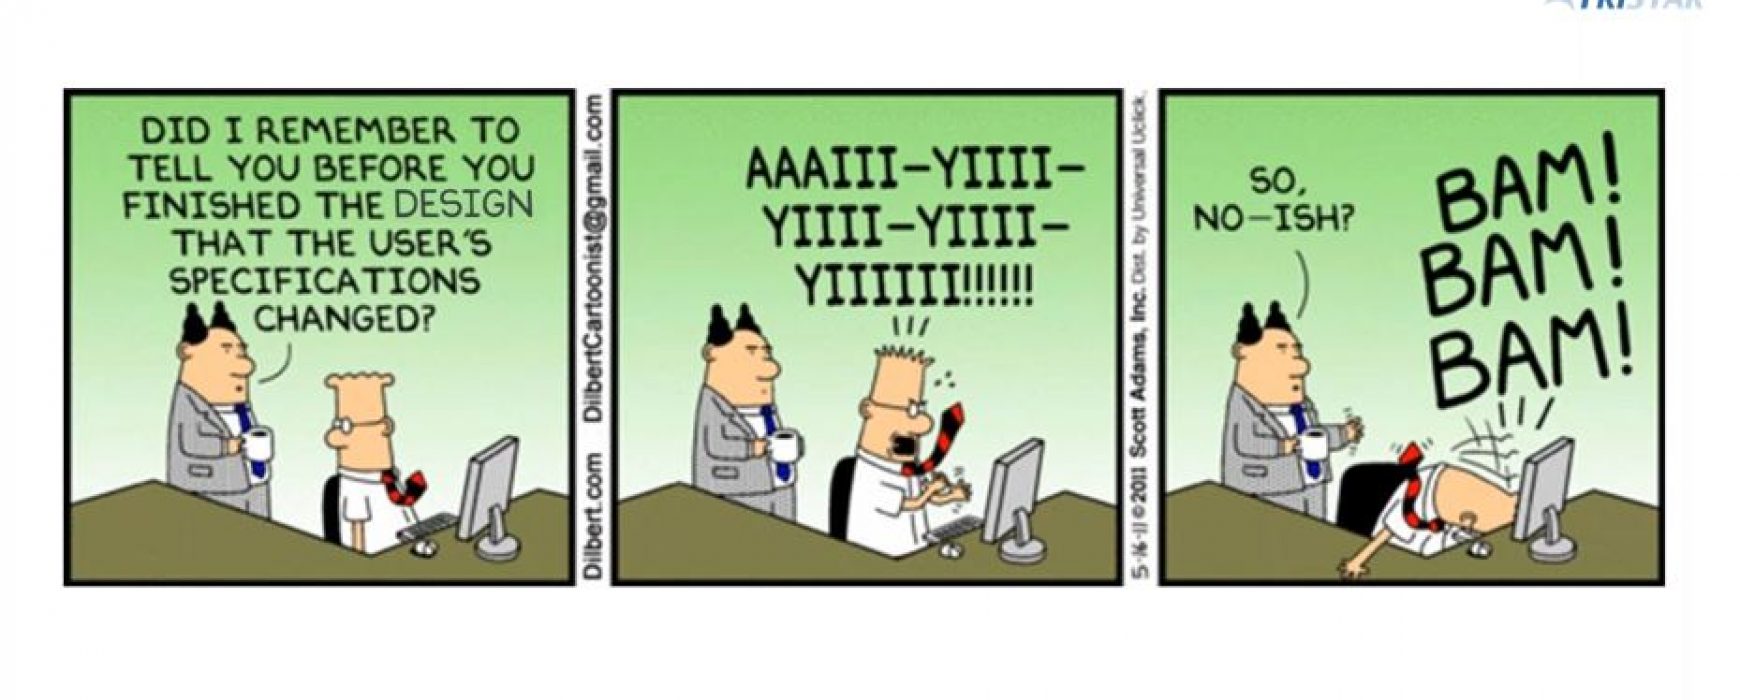 TRISTAR
DID I REMEMBER TO
TELL YOU BEFORE YOU
FINISHED THE DESIGN
THAT THE USER'S
SPECIFICATIONS
CHANGED?
Dilbert.com DilbertCartoonist@gmail.com
AAAIII-YIIII-
YIIII-YIIII-
YIIIIII!!!!!!
5-16-11 ©2011 Scott Adams, Inc. Dist. by Universal Uclick.
SO,
NO-ISH?
BAM!
BAM!
BAM!